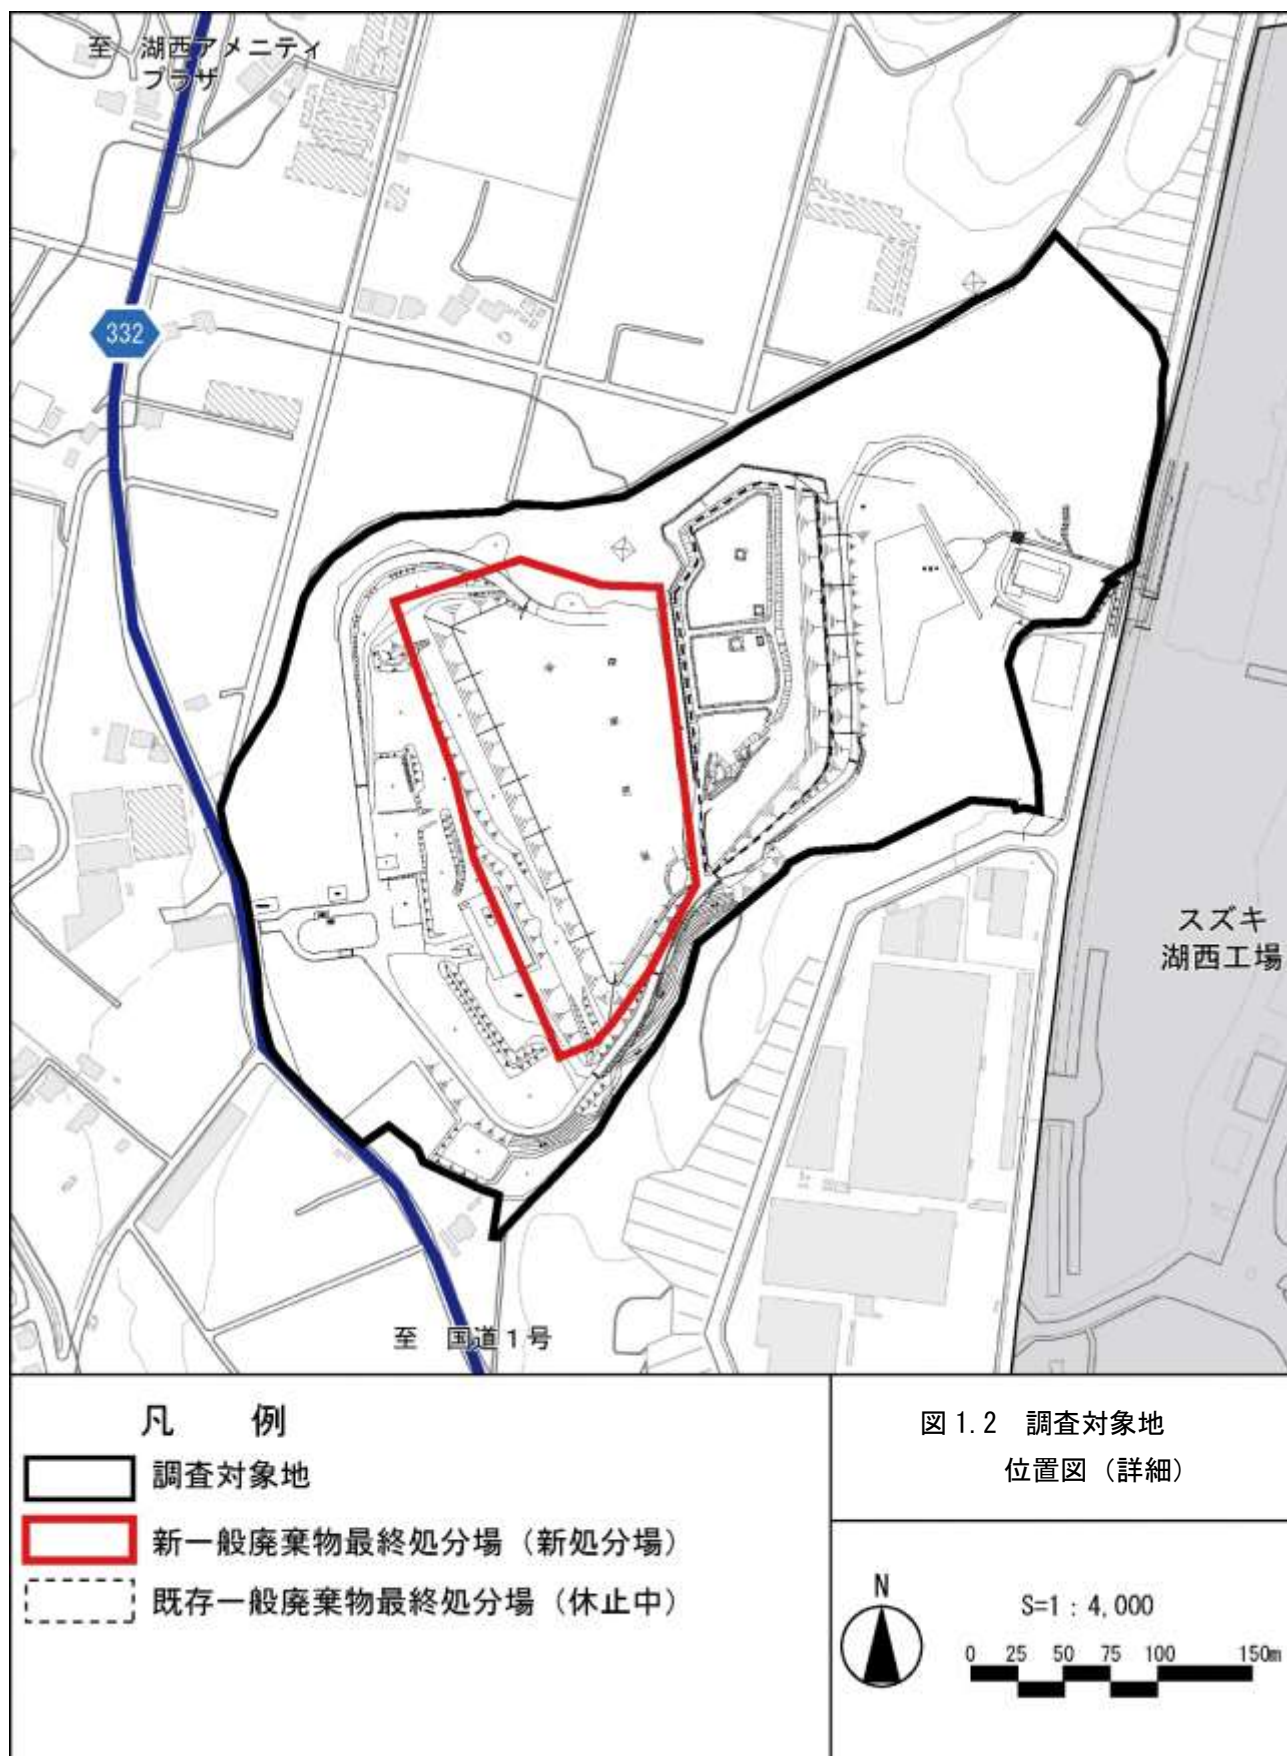 至 湖西アメニティ
プラザ
332
スズキ
湖西工場
至 国道1号
凡 例
調査対象地
新一般廃棄物最終処分場（新処分場）
既存一般廃棄物最終処分場（休止中）
図 1.2 調査対象地
位置図（詳細）
N
S=1：4,000
0 25 50 75 100 150m